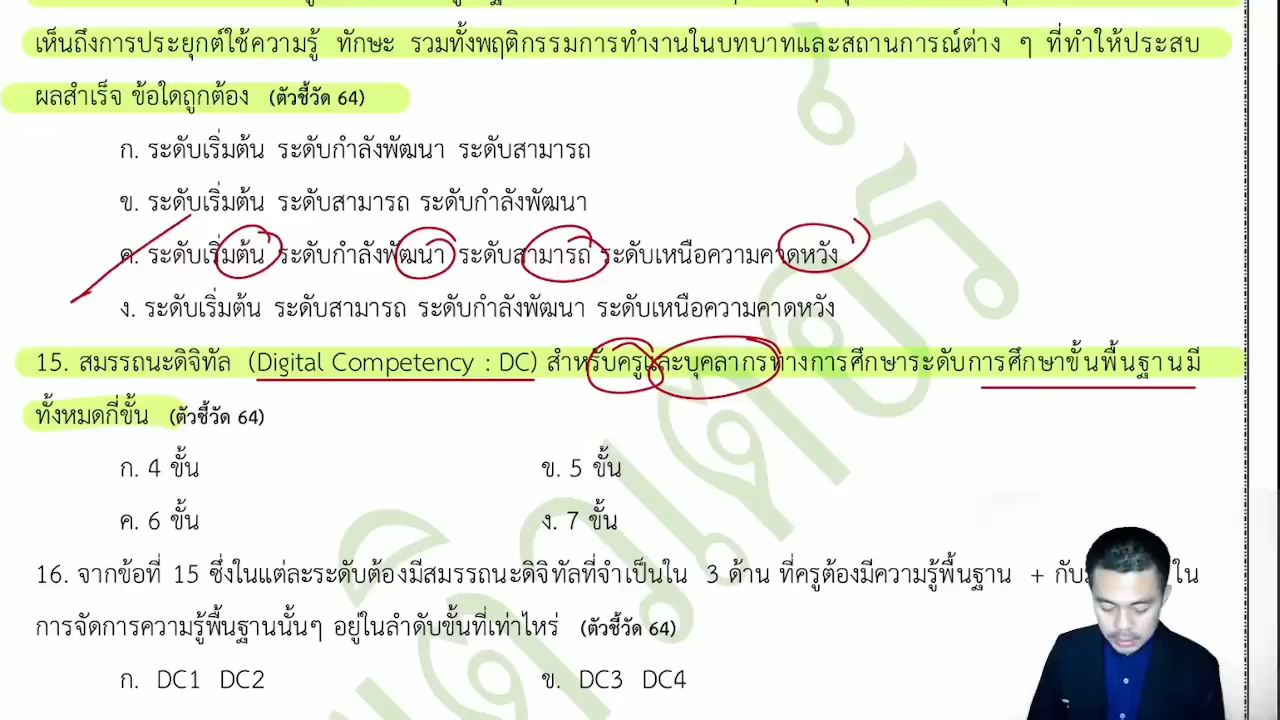 เห็นถึงการประยุกต์ใช้ความรู้ ทักษะ รวมทั้งพฤติกรรมการทำงานในบทบาทและสถานการณ์ต่าง ๆ ที่ทำให้ประสบ
ผลสำเร็จ ข้อใดถูกต้อง (ตัวชี้วัด 64)
ก. ระดับเริ่มต้น ระดับกำลังพัฒนา ระดับสามารถ
ข. ระดับเริ่มต้น ระดับสามารถ ระดับกำลังพัฒนา
ค. ระดับเริ่มต้น ระดับกำลังพัฒนา ระดับสามารถ ระดับเหนือความคาดหวัง
ง. ระดับเริ่มต้น ระดับสามารถ ระดับกำลังพัฒนา ระดับเหนือความคาดหวัง
15. สมรรถนะดิจิทัล (Digital Competency : DC) สำหรับครูและบุคลากรทางการศึกษาระดับการศึกษาขั้นพื้นฐานมี
ทั้งหมดกี่ขั้น (ตัวชี้วัด 64)
ก. 4 ขั้น ข. 5 ขั้น
ค. 6 ขั้น ง. 7 ขั้น
16. จากข้อที่ 15 ซึ่งในแต่ละระดับต้องมีสมรรถนะดิจิทัลที่จำเป็นใน 3 ด้าน ที่ครูต้องมีความรู้พื้นฐาน + กับ ใน
การจัดการความรู้พื้นฐานนั้นๆ อยู่ในลำดับขั้นที่เท่าไหร่ (ตัวชี้วัด 64)
ก. DC1 DC2 ข. DC3 DC4